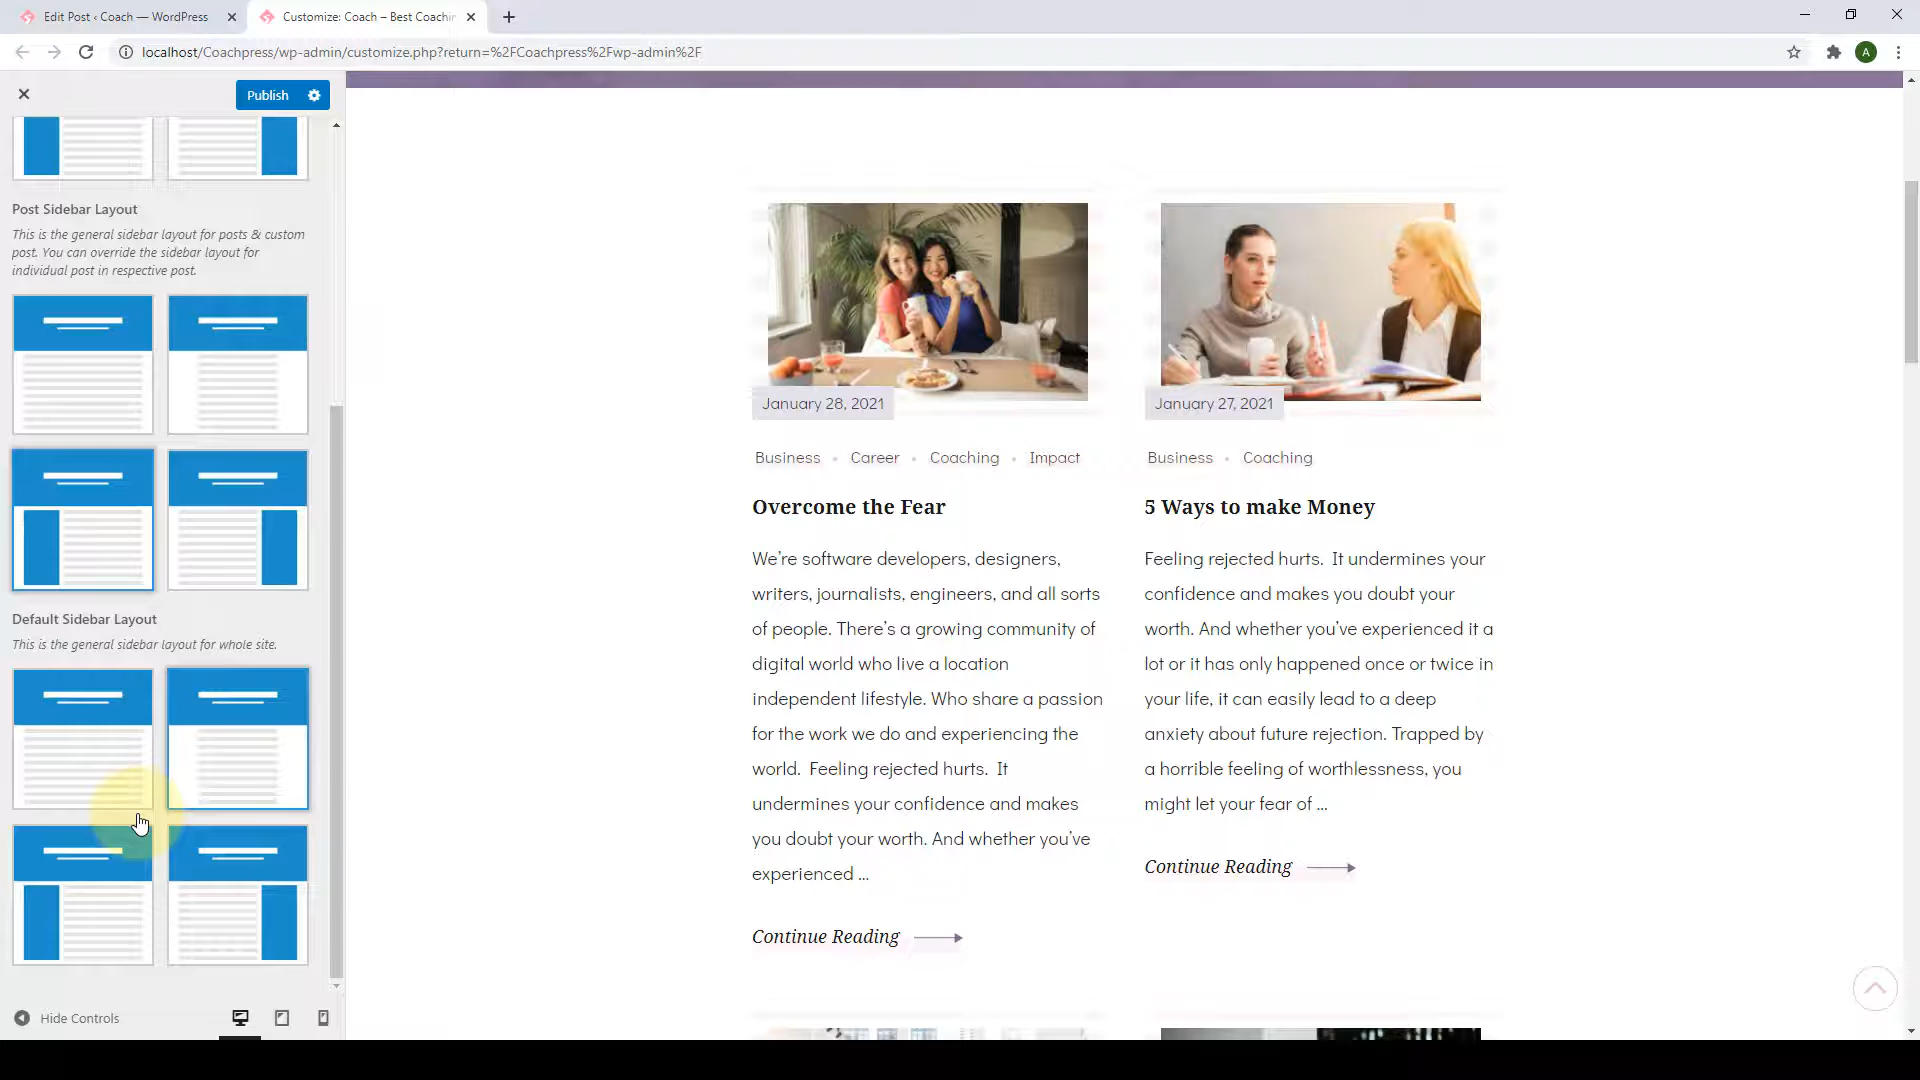 Edit Post ‹ Coach — WordPress
Customize: Coach – Best Coachin
localhost/Coachpress/wp-admin/customize.php?return=%2FCoachpress%2Fwp-admin%2F
A
Publish
Post Sidebar Layout
This is the general sidebar layout for posts & custom
post. You can override the sidebar layout for
individual post in respective post.
Default Sidebar Layout
This is the general sidebar layout for whole site.
Hide Controls
January 28, 2021
Business • Career • Coaching • Impact
Overcome the Fear
We’re software developers, designers,
writers, journalists, engineers, and all sorts
of people. There’s a growing community of
digital world who live a location
independent lifestyle. Who share a passion
for the work we do and experiencing the
world.  Feeling rejected hurts.  It
undermines your confidence and makes
you doubt your worth. And whether you’ve
experienced ...
Continue Reading
January 27, 2021
Business • Coaching
5 Ways to make Money
Feeling rejected hurts.  It undermines your
confidence and makes you doubt your
worth. And whether you’ve experienced it a
lot or it has only happened once or twice in
your life, it can easily lead to a deep
anxiety about future rejection. Trapped by
a horrible feeling of worthlessness, you
might let your fear of ...
Continue Reading